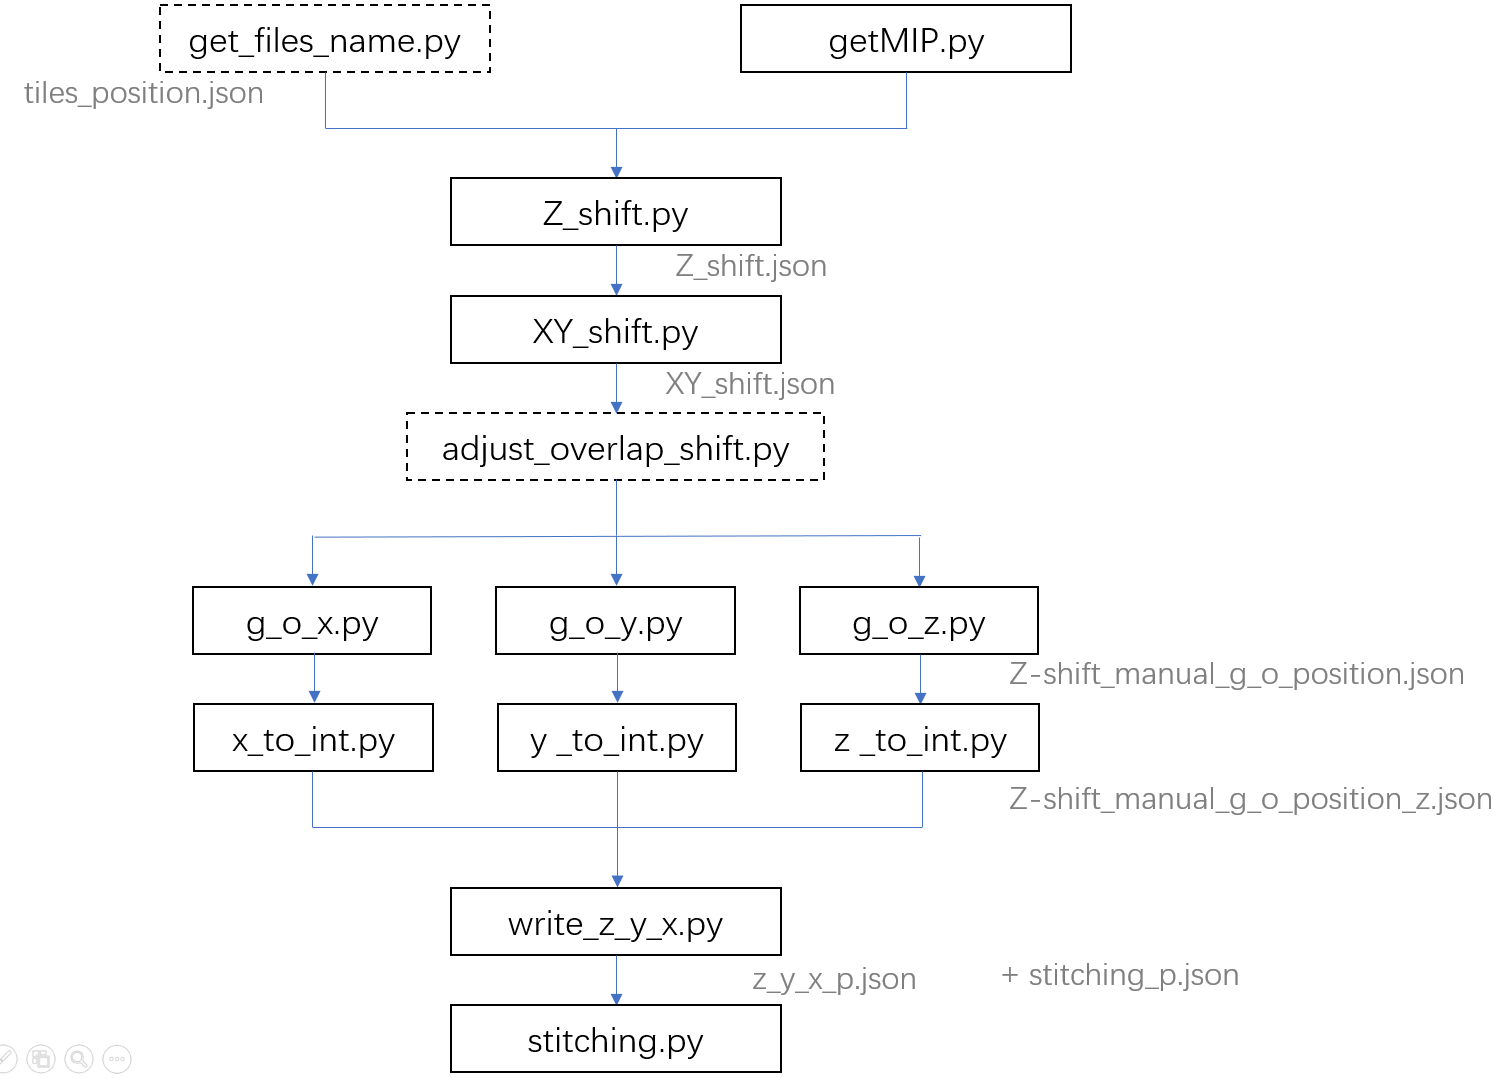 get_files_name.py
getMIP.py
tiles_position.json
Z_shift.py
Z_shift.json
XY_shift.py
XY_shift.json
adjust_overlap_shift.py
g_o_x.py
g_o_y.py
g_o_z.py
Z-shift_manual_g_o_position.json
x_to_int.py
y _to_int.py
z _to_int.py
Z-shift_manual_g_o_position_z.json
write_z_y_x.py
z_y_x_p.json
+ stitching_p.json
stitching.py